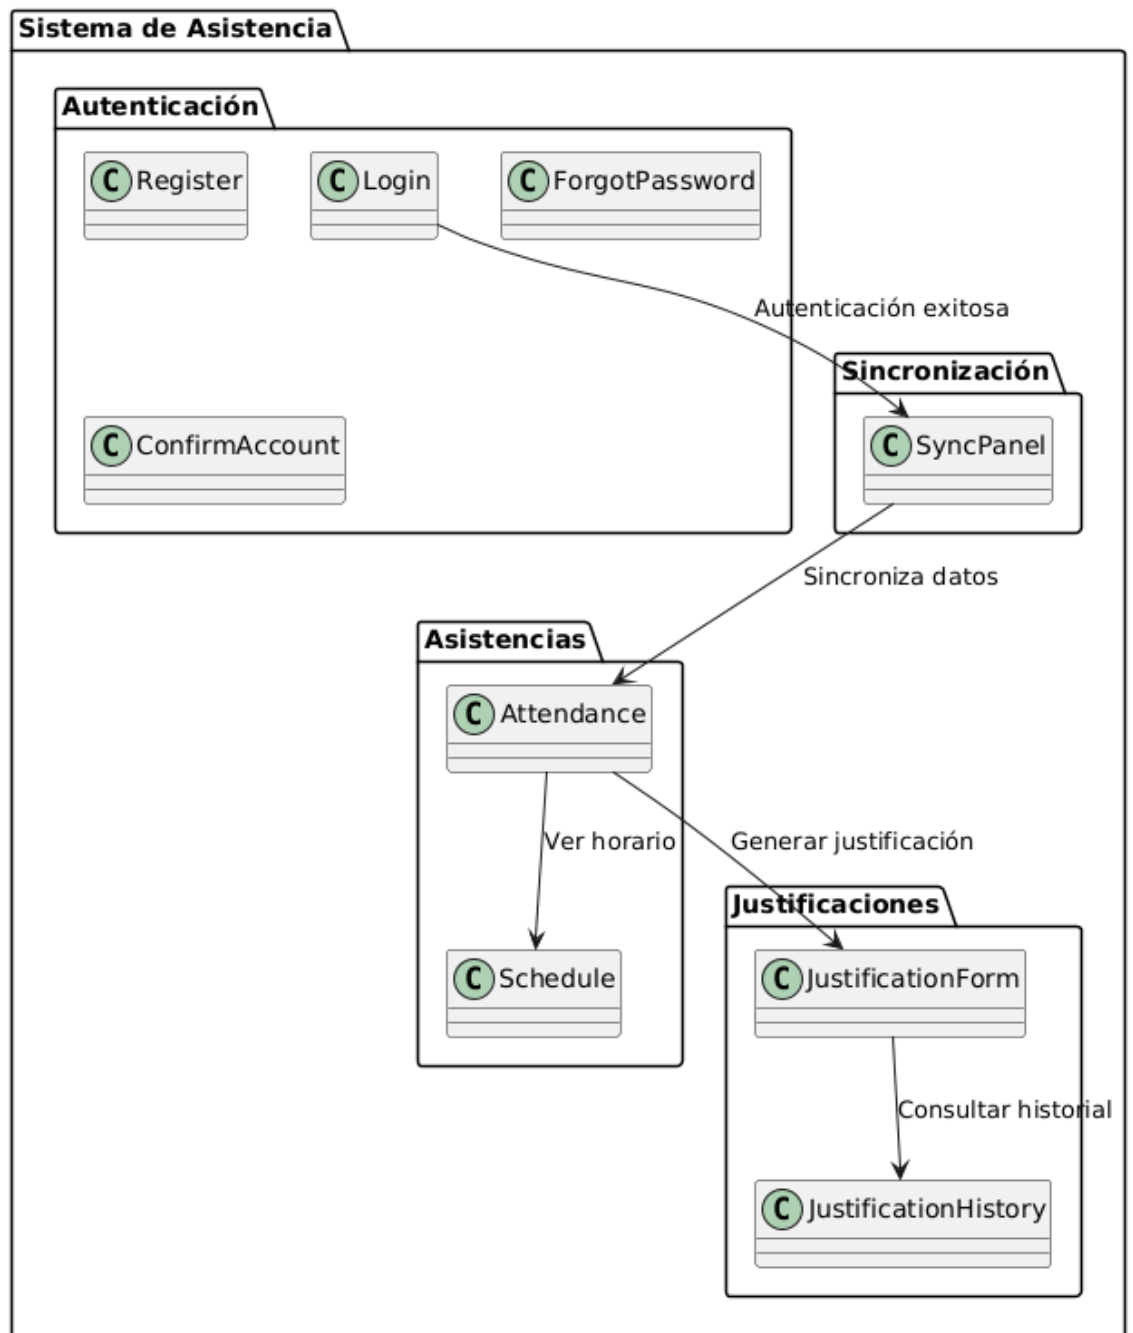 Sistema de Asistencia
Autenticación
C Register
C Login
C ForgotPassword
Autenticación exitosa
Sincronización
C ConfirmAccount
C SyncPanel
Sincroniza datos
Asistencias
C Attendance
Ver horario
Generar justificación
Justificaciones
C Schedule
C JustificationForm
Consultar historial
C JustificationHistory